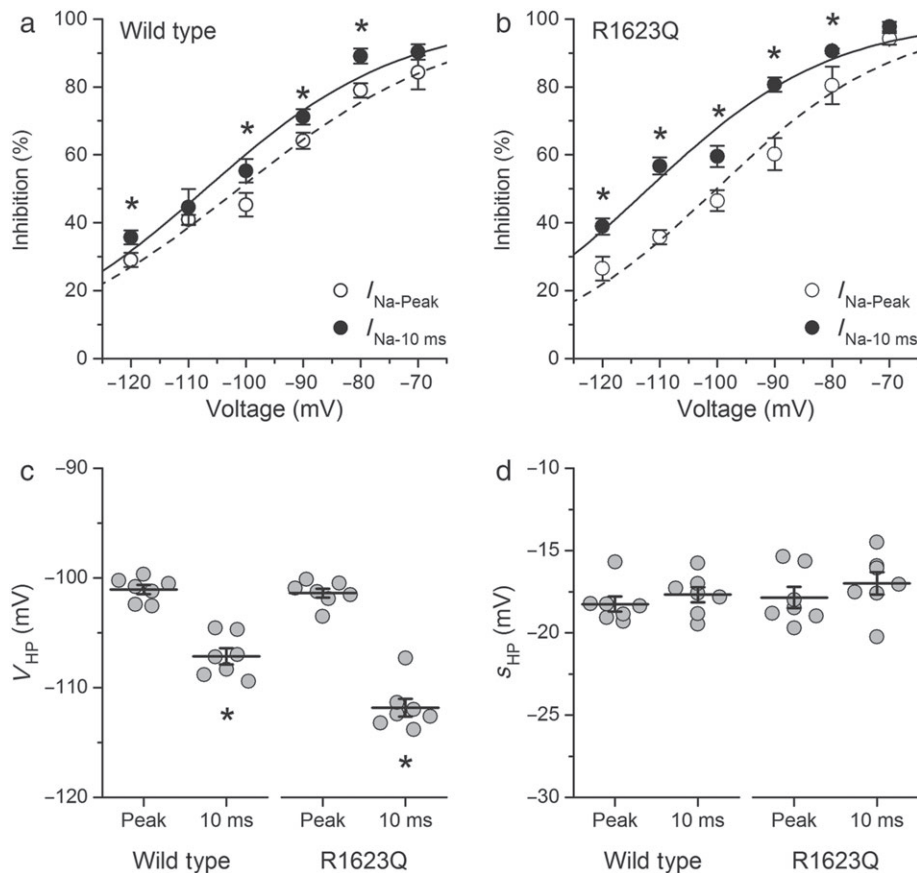 a
Wild type
100
80
60
40
20
0
Inhibition (%)
* * * * *
I Na-Peak
I Na-10 ms
−120 −110 −100 −90 −80 −70
Voltage (mV)
b
R1623Q
100
80
60
40
20
0
Inhibition (%)
* * * * *
I Na-Peak
I Na-10 ms
−120 −110 −100 −90 −80 −70
Voltage (mV)
c
−90
−100
−110
−120
V HP (mV)
* *
Peak 10 ms Peak 10 ms
Wild type R1623Q
d
−10
−15
−20
−25
−30
s HP (mV)
Peak 10 ms Peak 10 ms
Wild type R1623Q